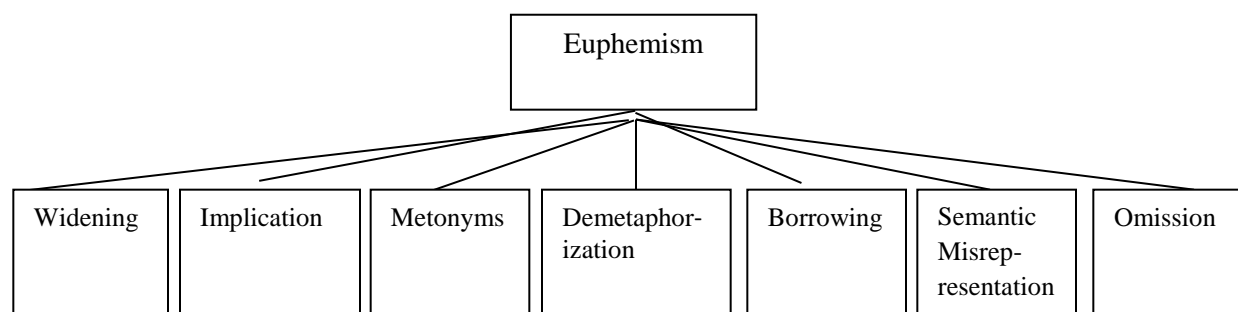 Euphemism
Widening
Implication
Metonyms
Demetaphor-
ization
Borrowing
Semantic
Misrep-
resentation
Omission